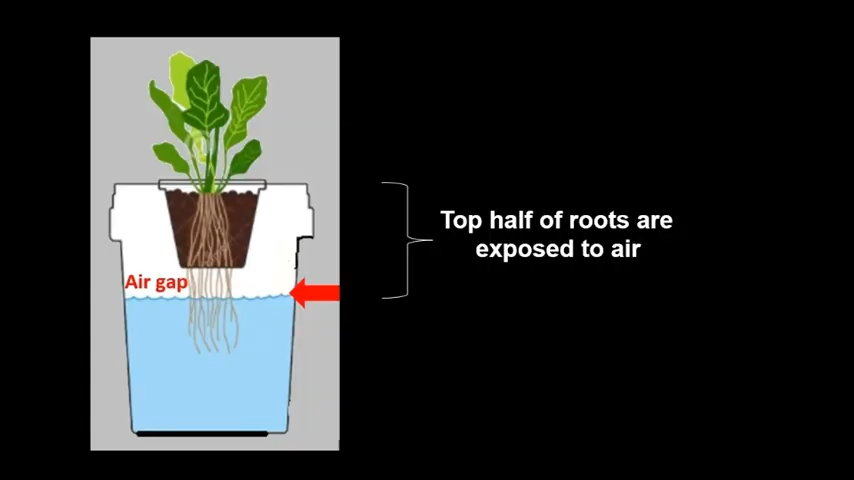 Top half of roots are
exposed to air
Air gap